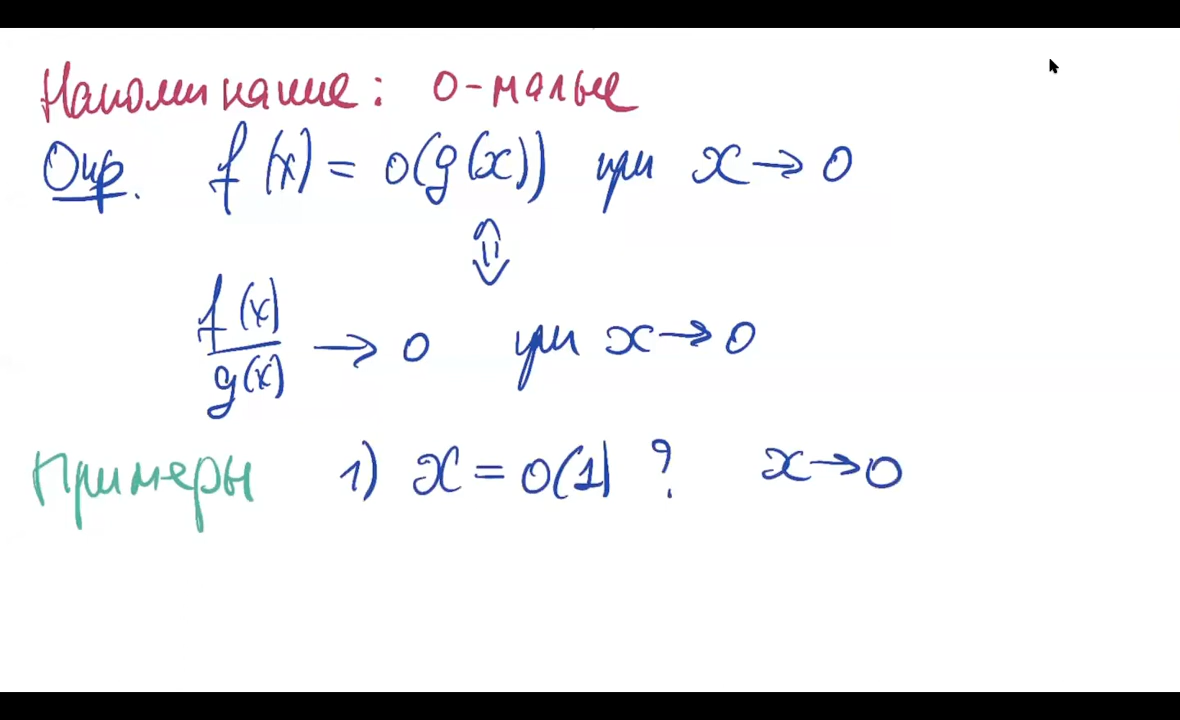 Напоминание: o-малые
Опр. f(x) = o(g(x)) при x → 0
⇕
f(x)/g(x) → 0 при x → 0
Примеры 1) x = o(1) ? x → 0